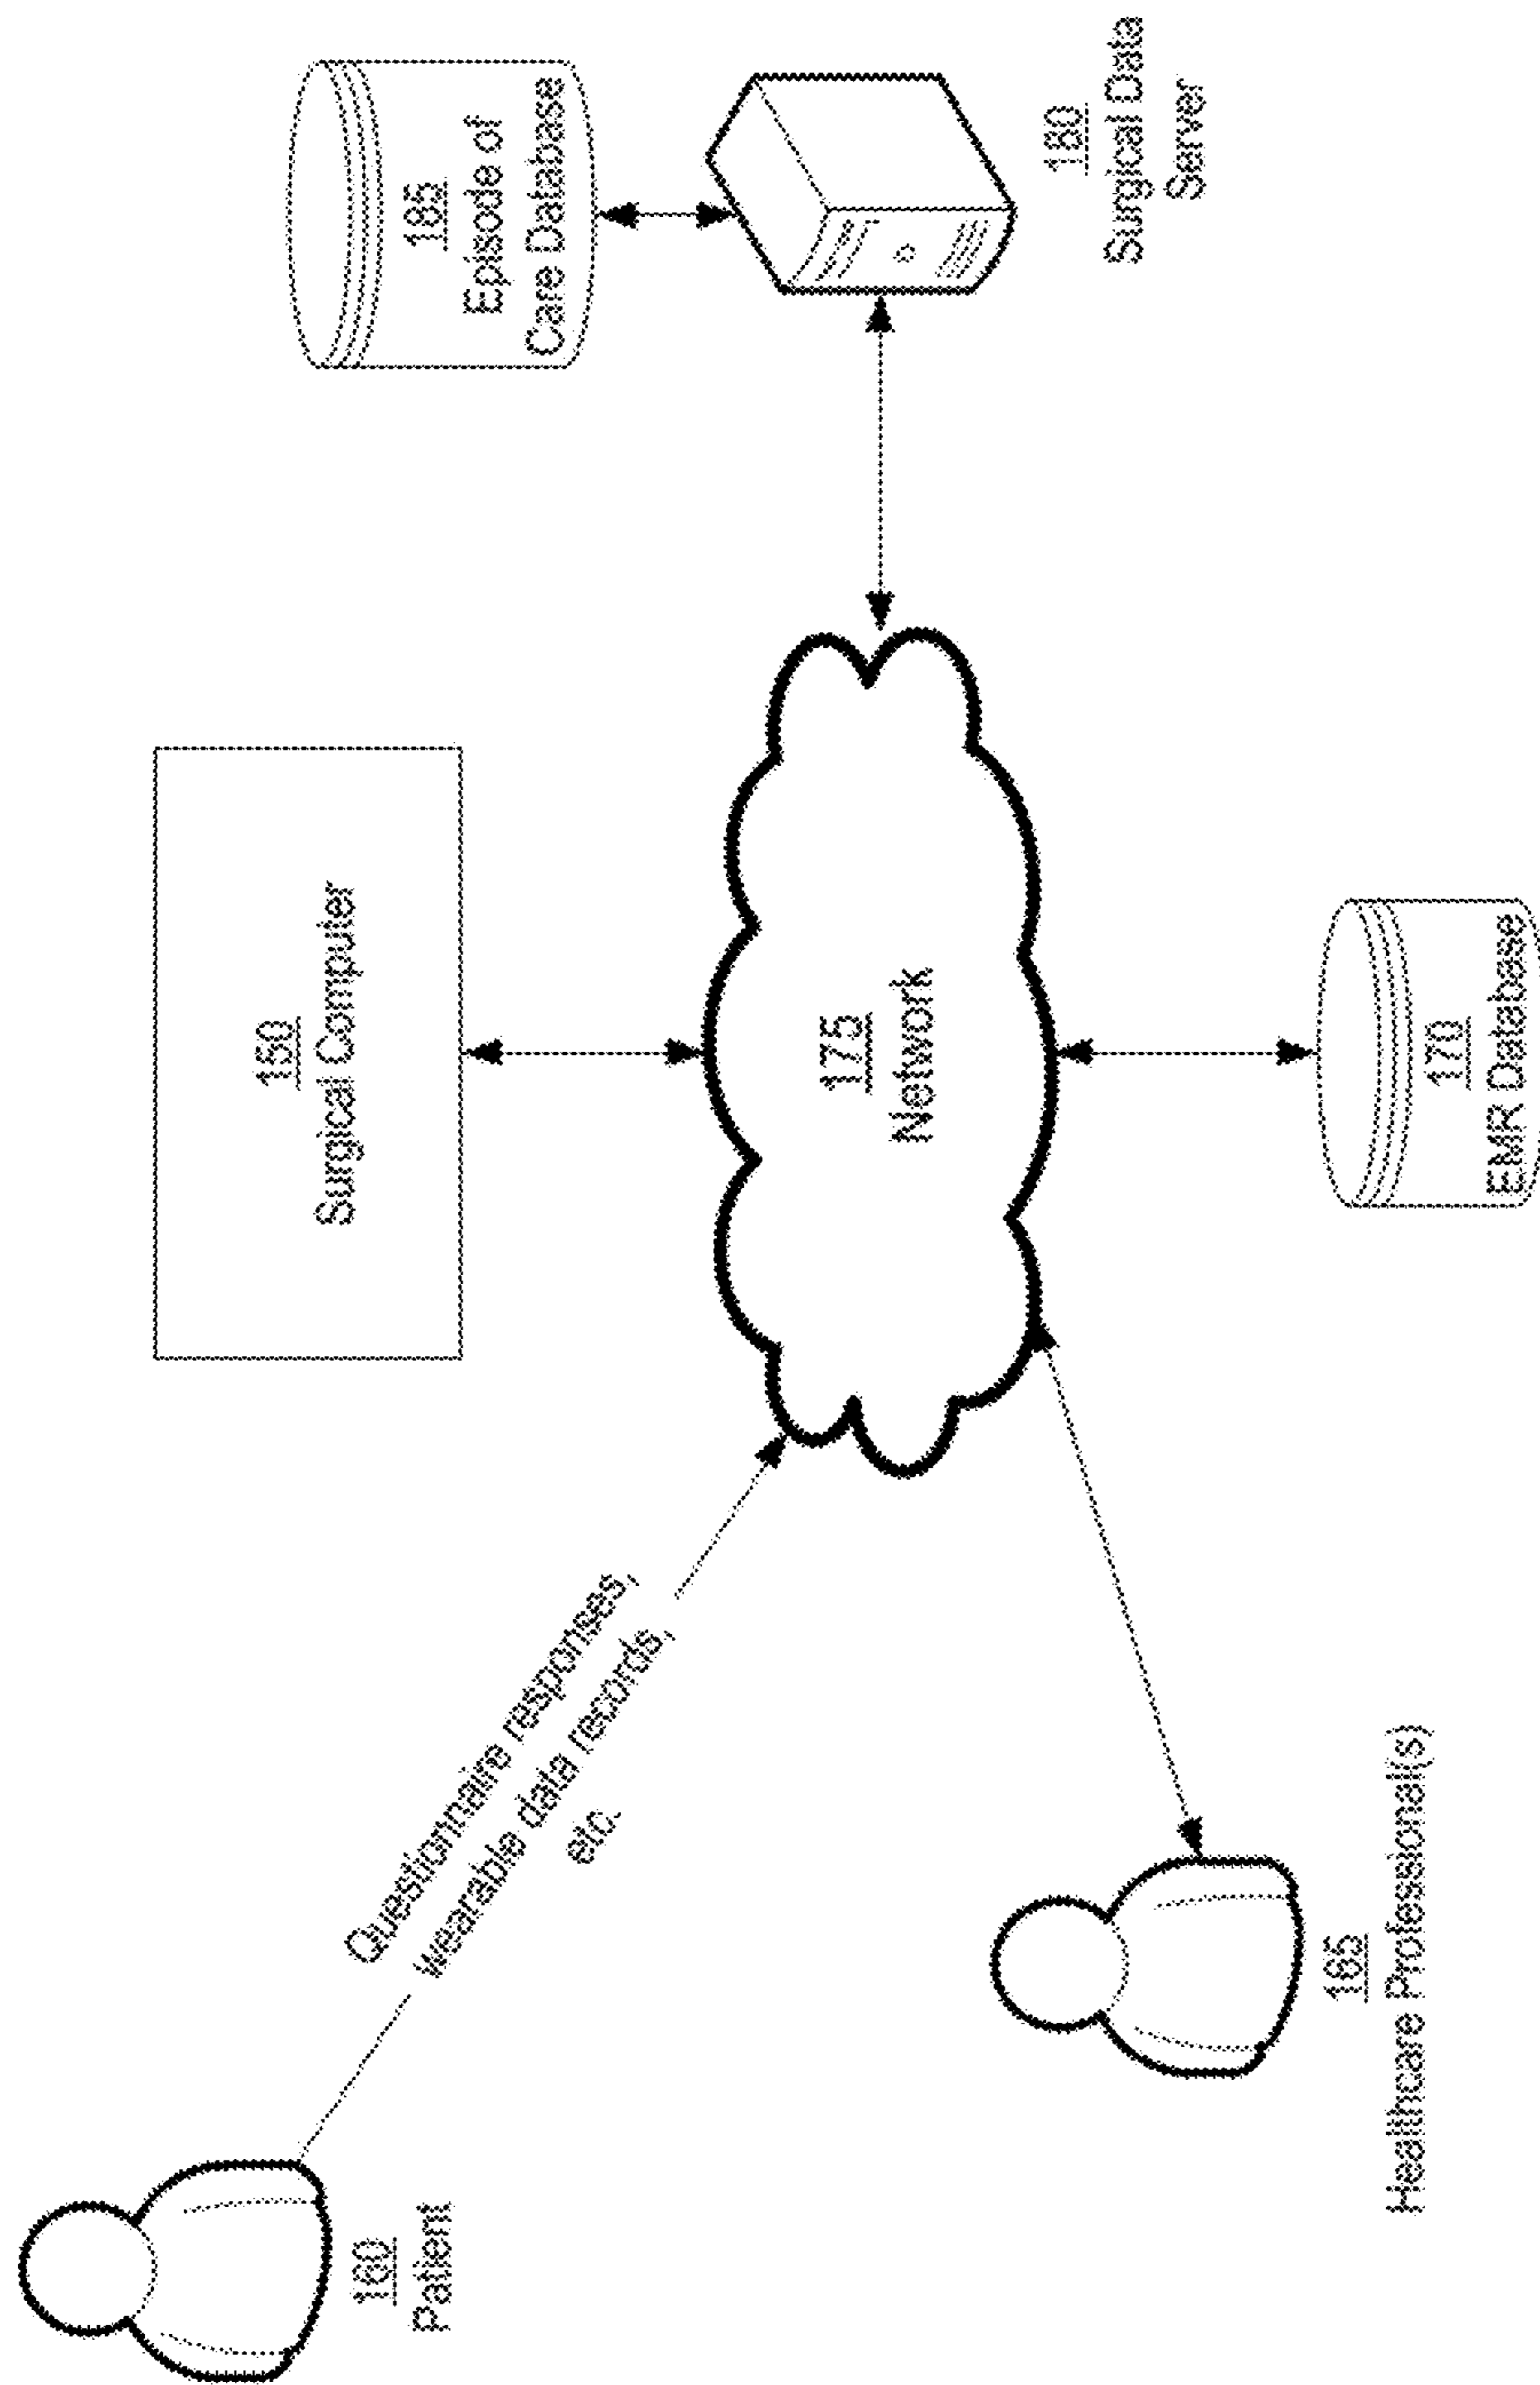 160
Patient
Questionnaire responses,
wearable data records,
etc.
150
Surgical Computer
185
Episode of
Care Database
175
Network
180
Surgical Data
Server
165
Healthcare Professional(s)
170
EMR Database